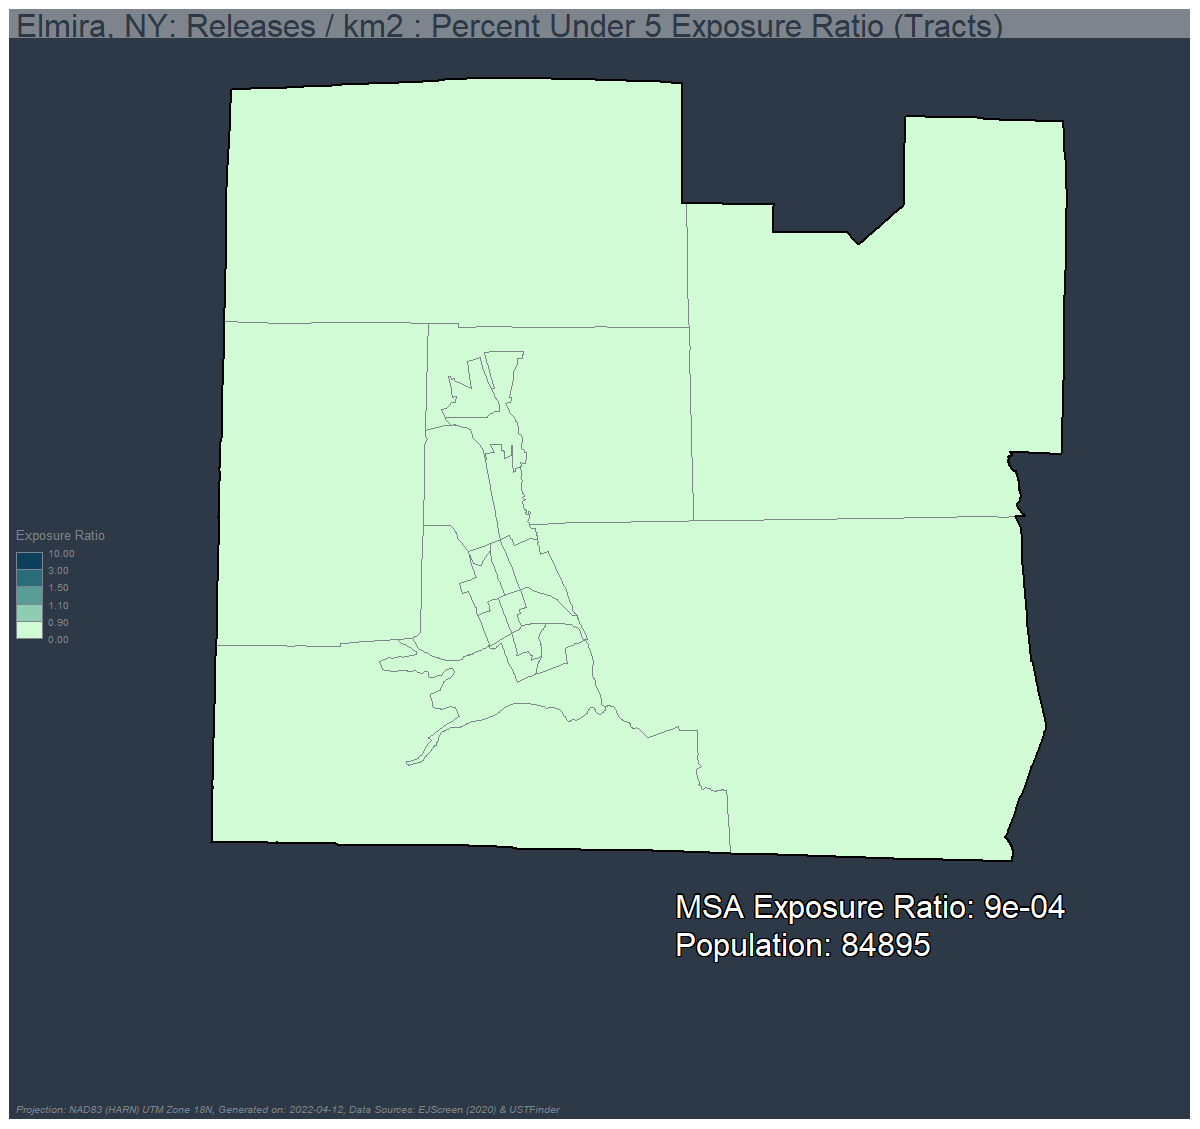 Elmira, NY: Releases / km2 : Percent Under 5 Exposure Ratio (Tracts)
Exposure Ratio
10.00
3.00
1.50
1.10
0.90
0.00
MSA Exposure Ratio: 9e-04
Population: 84895
Projection: NAD83 (HARN) UTM Zone 18N, Generated on: 2022-04-12, Data Sources: EJScreen (2020) & USTFinder